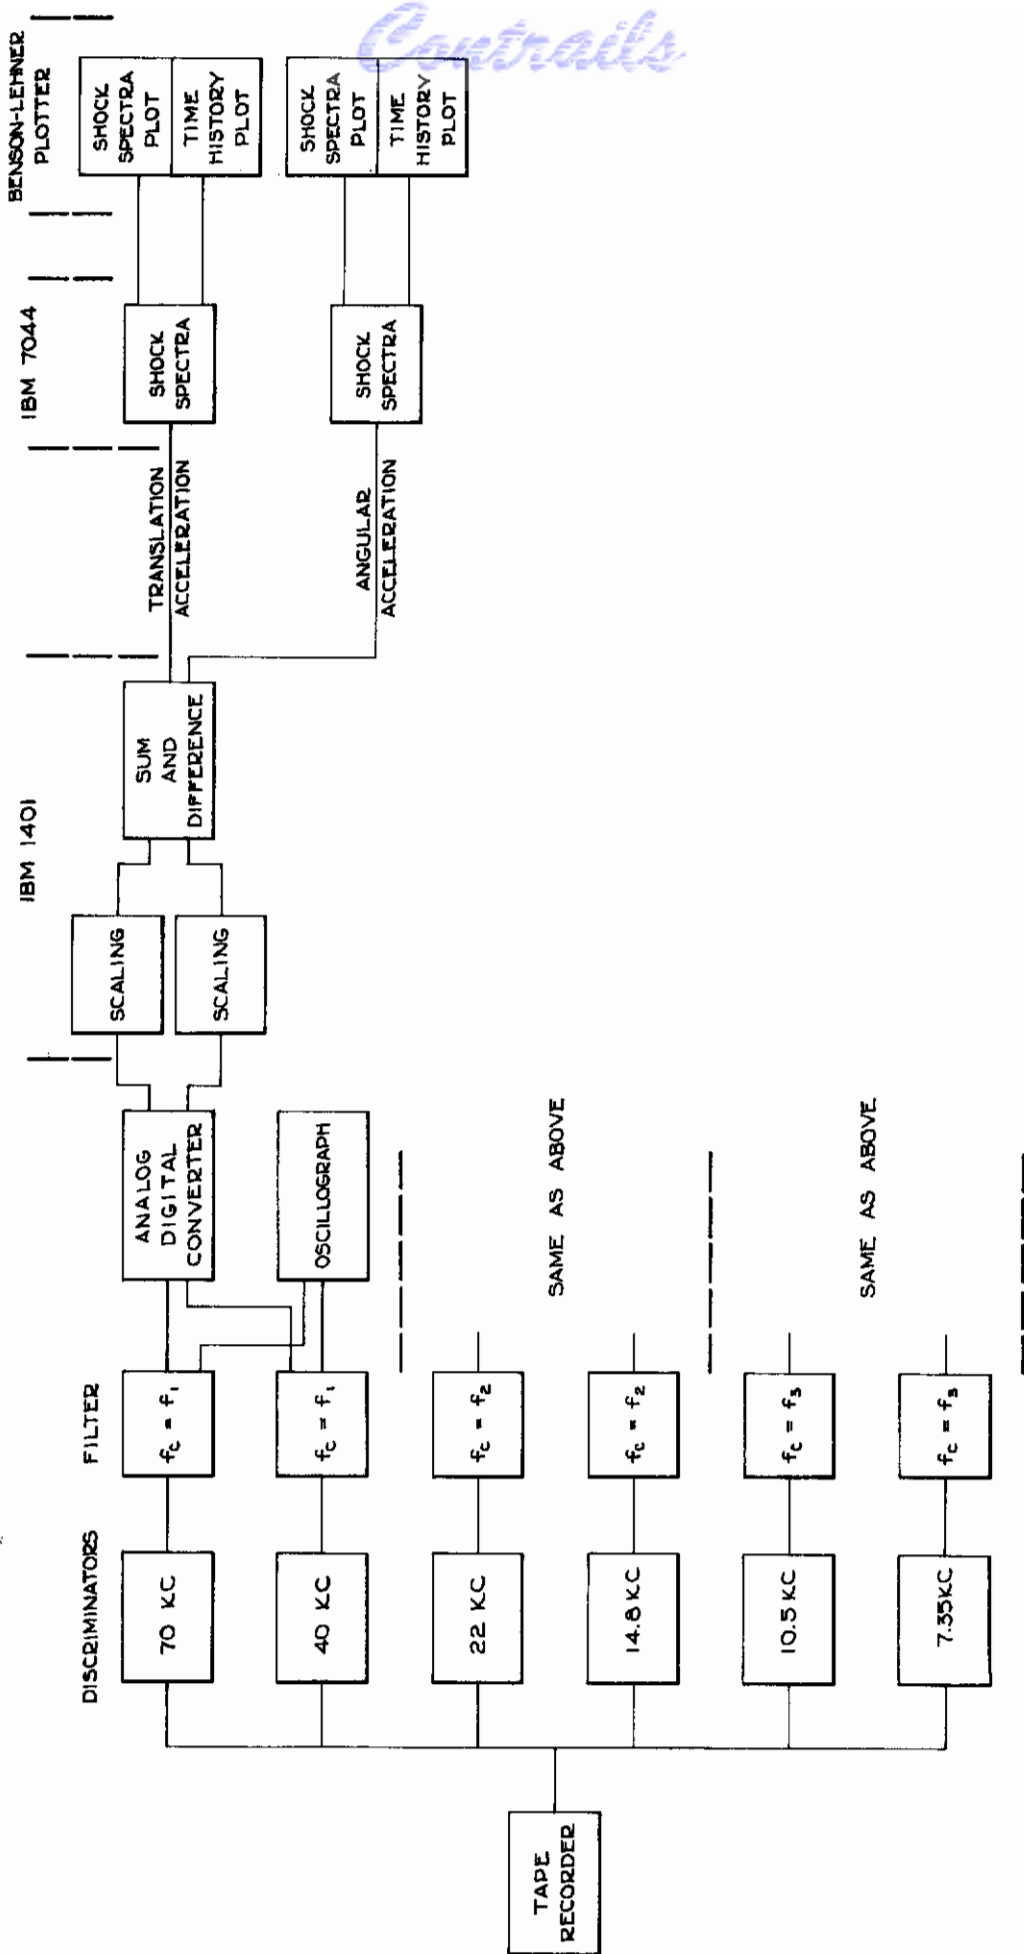 Contrails
TAPE
RECORDER
DISCRIMINATORS
70 KC
40 KC
22 KC
14.8 KC
10.5 KC
7.35KC
FILTER
fc = f1
fc = f1
fc = f2
fc = f2
fc = f3
fc = f3
ANALOG
DIGITAL
CONVERTER
OSCILLOGRAPH
SAME AS ABOVE
SAME AS ABOVE
IBM 1401
SCALING
SCALING
SUM
AND
DIFFERENCE
TRANSLATION
ACCELERATION
ANGULAR
ACCELERATION
IBM 7044
SHOCK
SPECTRA
SHOCK
SPECTRA
BENSON-LEHNER
PLOTTER
SHOCK
SPECTRA
PLOT
TIME
HISTORY
PLOT
SHOCK
SPECTRA
PLOT
TIME
HISTORY
PLOT